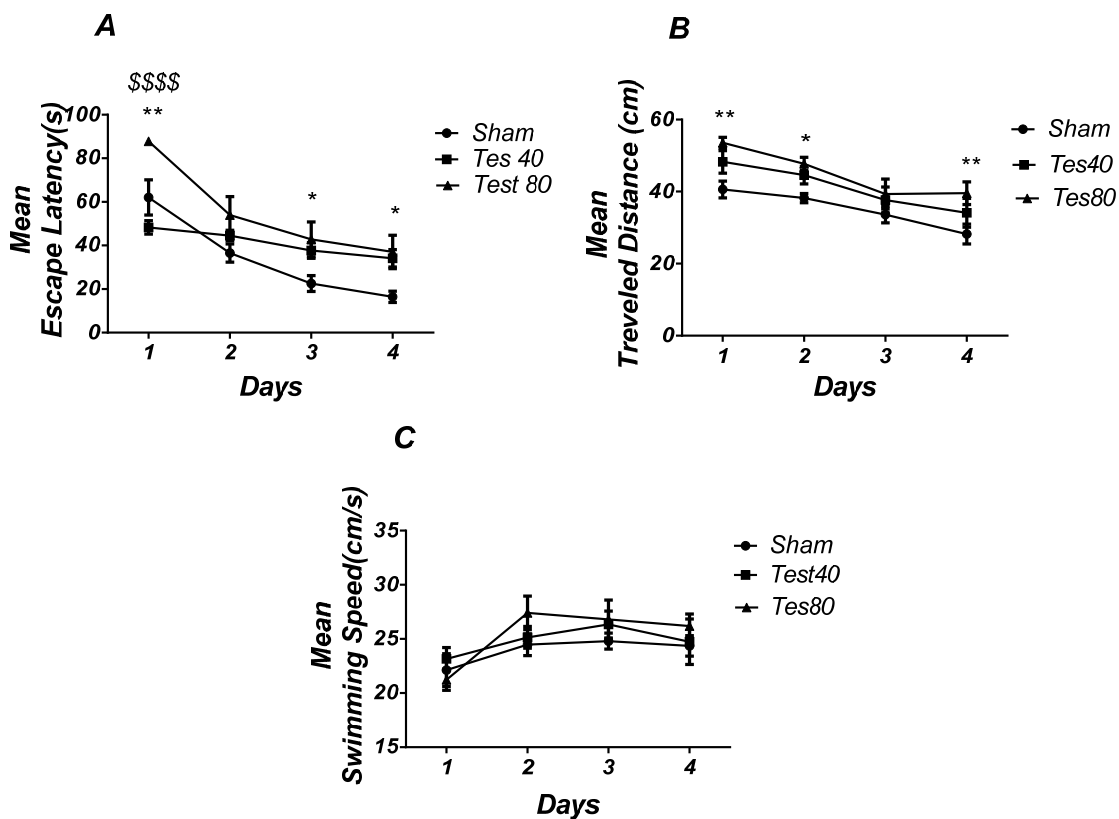 A
$$$$
**
*
*
Mean
Escape Latency(s)
100
80
60
40
20
0
1 2 3 4
Days
Sham
Tes 40
Test 80
B
**
*
**
Mean
Treveled Distance (cm)
60
40
20
0
1 2 3 4
Days
Sham
Tes40
Tes80
C
Mean
Swimming Speed(cm/s)
35
30
25
20
15
1 2 3 4
Days
Sham
Test40
Tes80